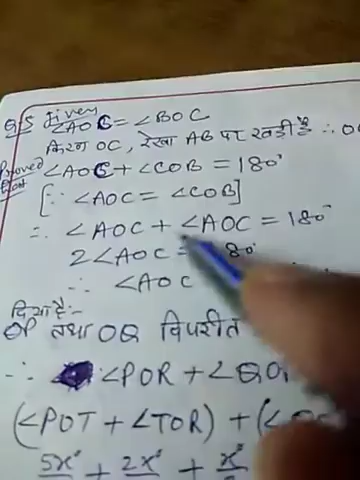 Q5 Given
∠AOC = ∠BOC
किरण OC, रेखा AB पर खड़ी है ∴
Proved
∠AOC + ∠COB = 180°
[∵ ∠AOC = ∠COB]
∴ ∠AOC + ∠AOC = 180°
2∠AOC = 80°
∴ ∠AOC
दिया है:-
OP तथा OQ विपरीत
∴ ∠POR +
(∠POT + ∠TOR) + (
5x° + 2x° + x°